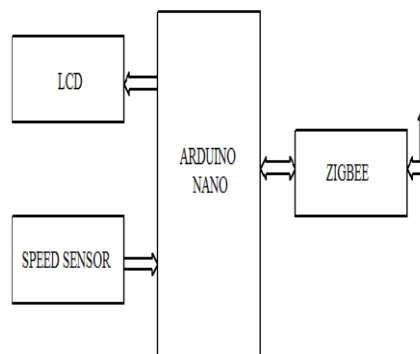 LCD
ARDUINO
NANO
ZIGBEE
SPEED SENSOR